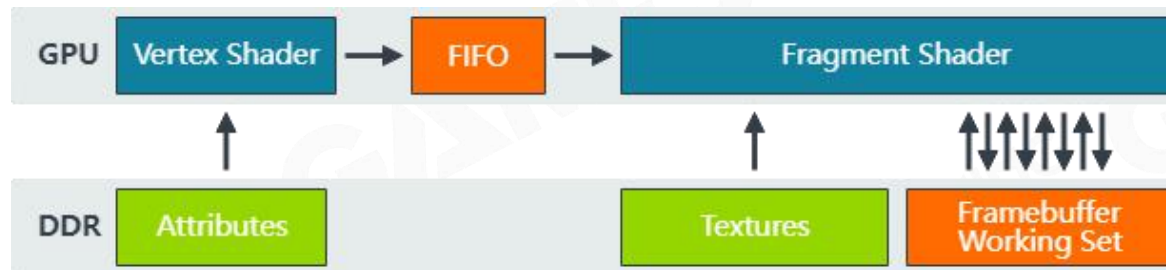 GPU
Vertex Shader
FIFO
Fragment Shader
DDR
Attributes
Textures
Framebuffer
Working Set